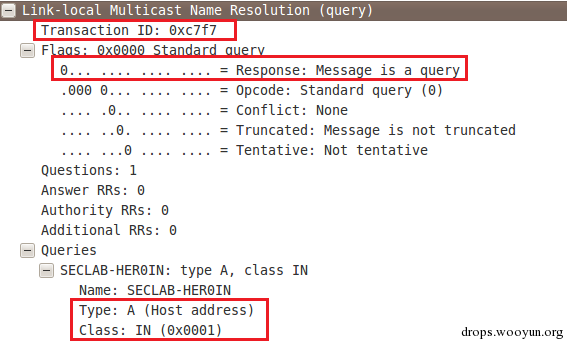 Link-local Multicast Name Resolution (query)
Transaction ID: 0xc7f7
Flags: 0x0000 Standard query
0... .... .... .... = Response: Message is a query
.000 0... .... .... = Opcode: Standard query (0)
.... .0.. .... .... = Conflict: None
.... ..0. .... .... = Truncated: Message is not truncated
.... ...0 .... .... = Tentative: Not tentative
Questions: 1
Answer RRs: 0
Authority RRs: 0
Additional RRs: 0
Queries
SECLAB-HER0IN: type A, class IN
Name: SECLAB-HER0IN
Type: A (Host address)
Class: IN (0x0001)
drops.wooyun.org